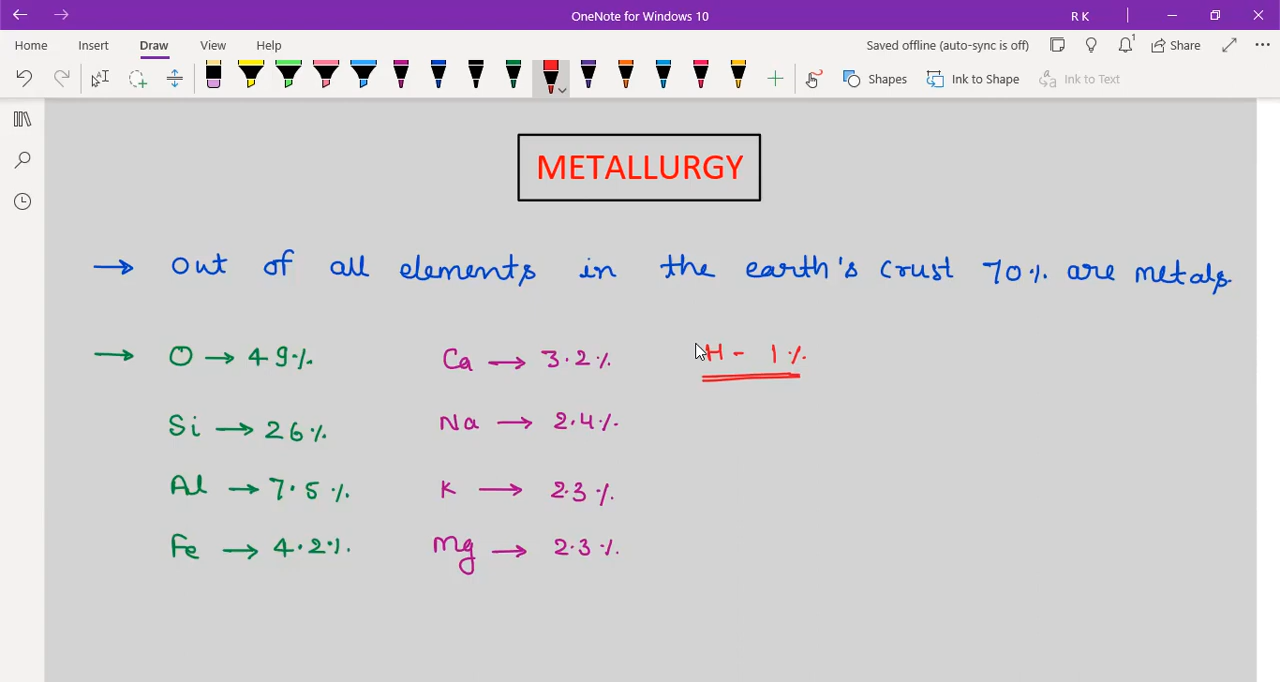 OneNote for Windows 10
R K
Home Insert Draw View Help
Saved offline (auto-sync is off)
1
Share
Shapes
Ink to Shape
Ink to Text
METALLURGY
→ Out of all elements in the earth's crust 70% are metals.
→ O → 49% Ca → 3.2% H - 1%
Si → 26% Na → 2.4%
Al → 7.5% K → 2.3%
Fe → 4.2% Mg → 2.3%